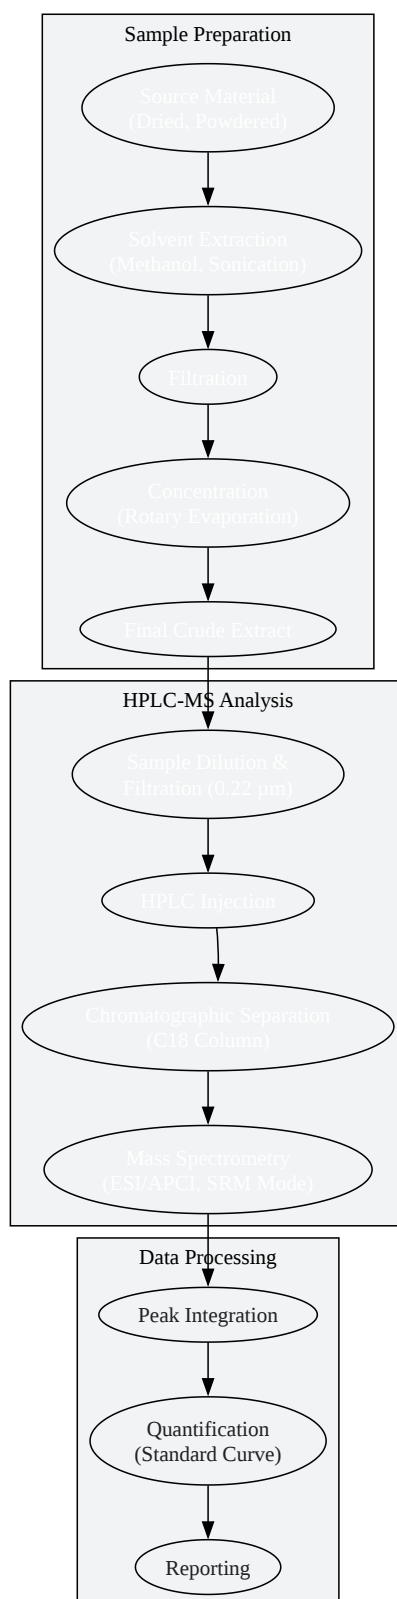 Sample Preparation
Source Material
(Dried, Powdered)
Solvent Extraction
(Methanol, Sonication)
Filtration
Concentration
(Rotary Evaporation)
Final Crude Extract
HPLC-MS Analysis
Sample Dilution &
Filtration (0.22 µm)
HPLC Injection
Chromatographic Separation
(C18 Column)
Mass Spectrometry
(ESI/APCI, SRM Mode)
Data Processing
Peak Integration
Quantification
(Standard Curve)
Reporting